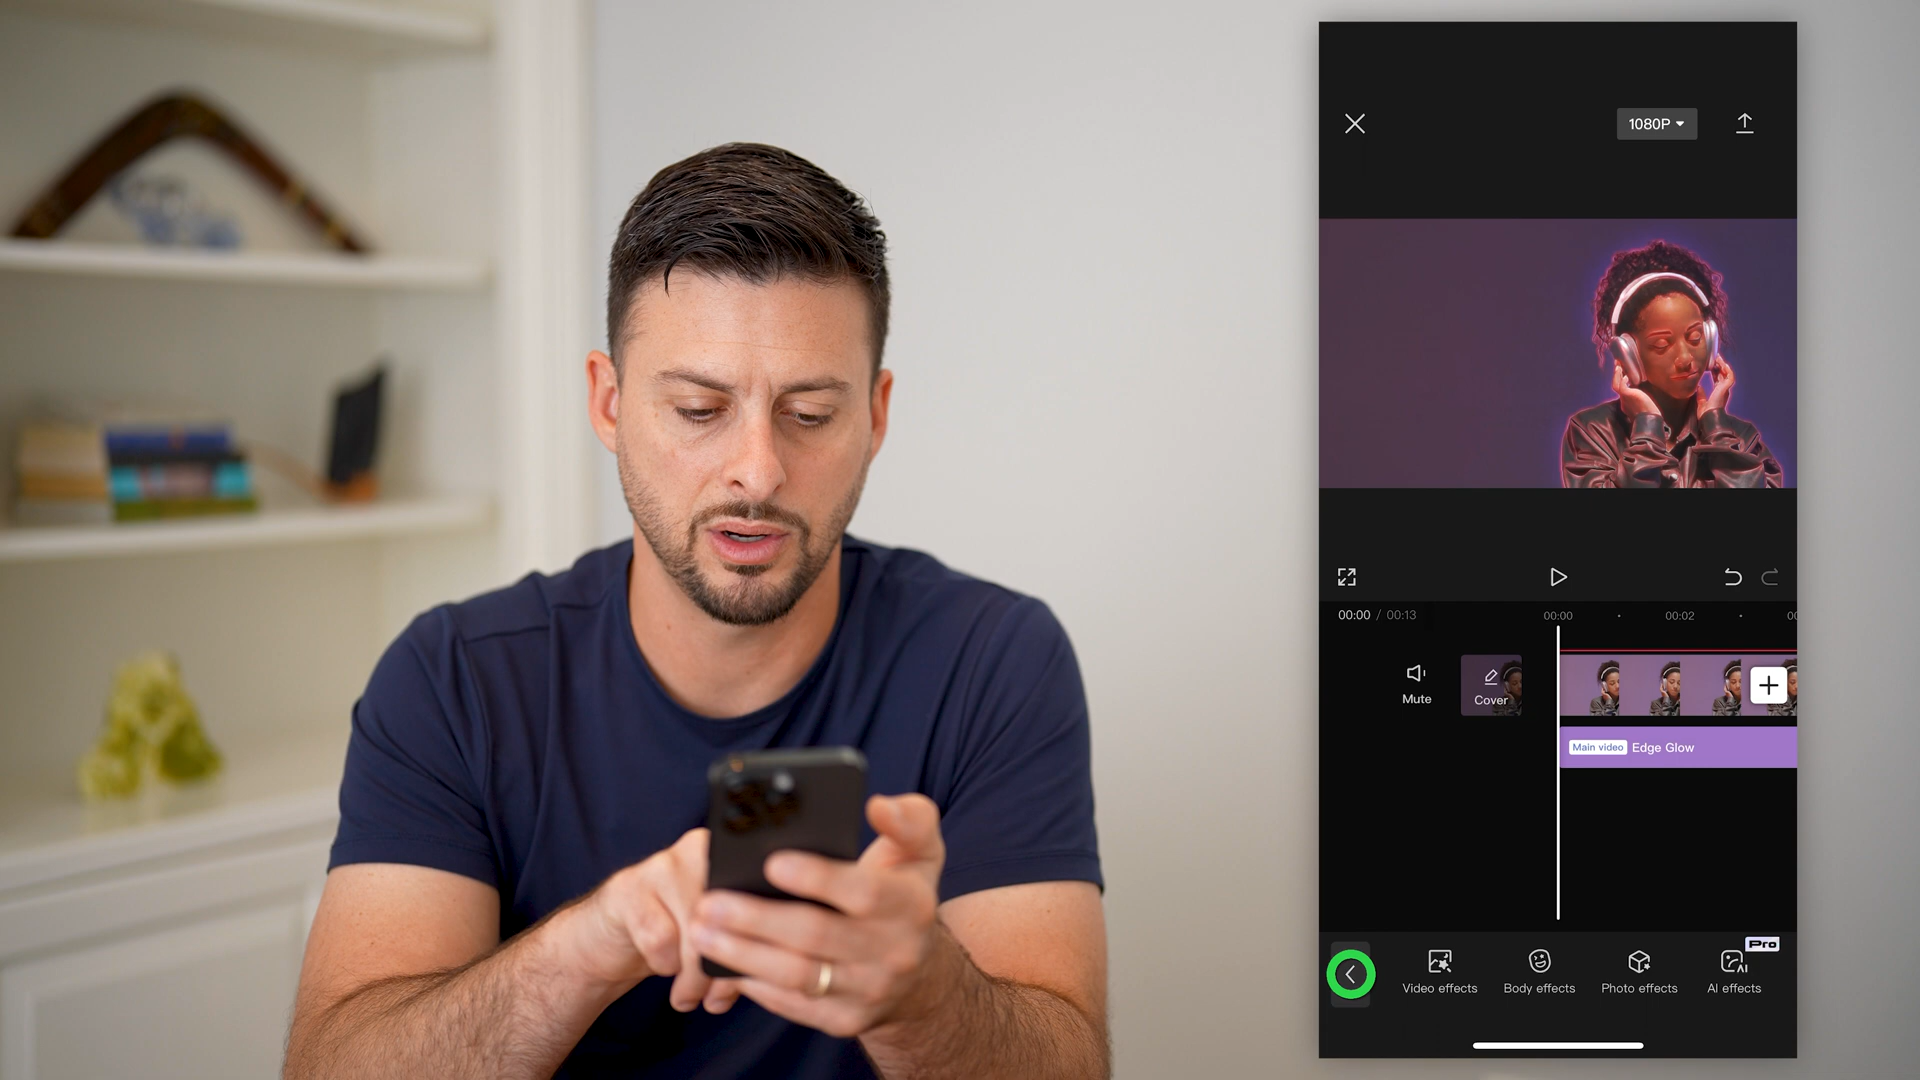 1080P
00:00 / 00:13
00:00
00:02
Mute
Cover
Main video
Edge Glow
Pro
Video effects
Body effects
Photo effects
AI
AI effects